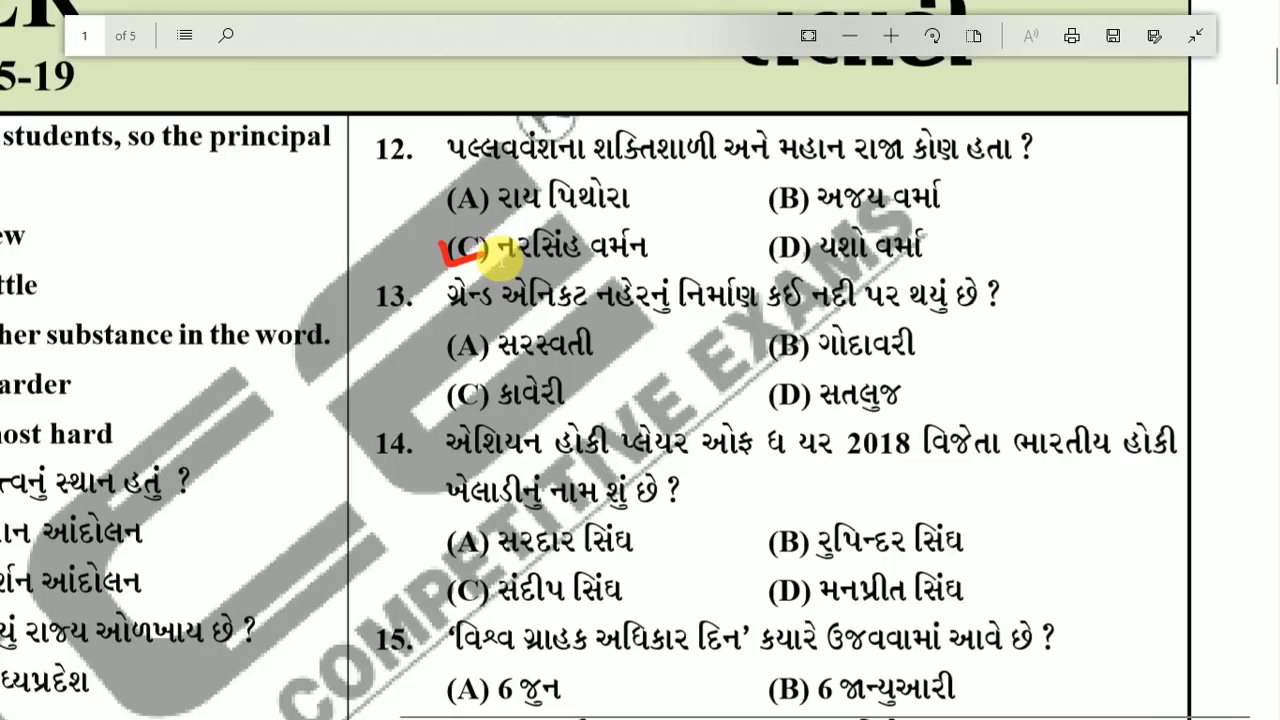 1 of 5
5-19
students, so the principal
ew
ttle
her substance in the word.
arder
nost hard
ત્ત્વનું સ્થાન હતું ?
ાન આંદોલન
ર્શન આંદોલન
યું રાજ્ય ઓળખાય છે ?
ધ્યપ્રદેશ
12. પલ્લવવંશના શક્તિશાળી અને મહાન રાજા કોણ હતા ?
(A) રાય પિથોરા (B) અજય વર્મા
(C) નરસિંહ વર્મન (D) યશો વર્મા
13. ગ્રેન્ડ એનિકટ નહેરનું નિર્માણ કઈ નદી પર થયું છે ?
(A) સરસ્વતી (B) ગોદાવરી
(C) કાવેરી (D) સતલુજ
14. એશિયન હોકી પ્લેયર ઓફ ધ યર 2018 વિજેતા ભારતીય હોકી
ખેલાડીનું નામ શું છે ?
(A) સરદાર સિંઘ (B) રુપિન્દર સિંઘ
(C) સંદીપ સિંઘ (D) મનપ્રીત સિંઘ
15. ‘વિશ્વ ગ્રાહક અધિકાર દિન’ કયારે ઉજવવામાં આવે છે ?
(A) 6 જુન (B) 6 જાન્યુઆરી
COMPETITIVE EXAMS